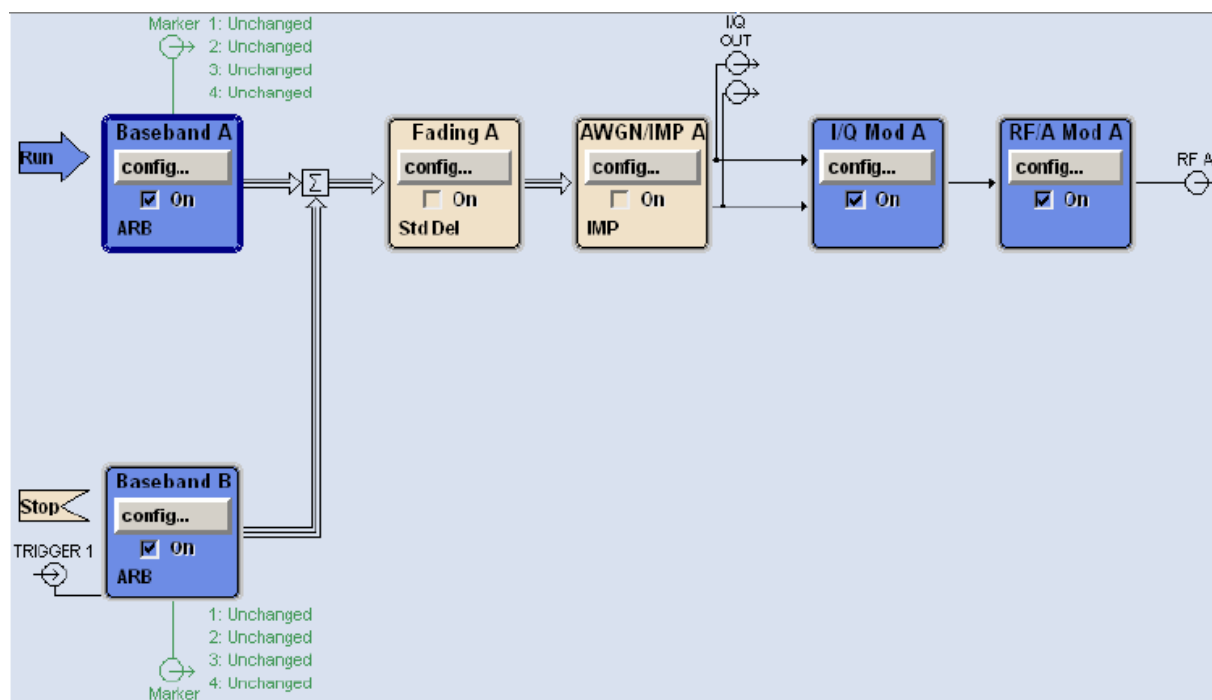 Marker 1: Unchanged
2: Unchanged
3: Unchanged
4: Unchanged
I/Q
OUT
Run
Baseband A
config...
On
ARB
Σ
Fading A
config...
On
Std Del
AWGN/IMP A
config...
On
IMP
I/Q Mod A
config...
On
RF/A Mod A
config...
On
RF A
Stop
TRIGGER 1
Baseband B
config...
On
ARB
1: Unchanged
2: Unchanged
3: Unchanged
Marker 4: Unchanged